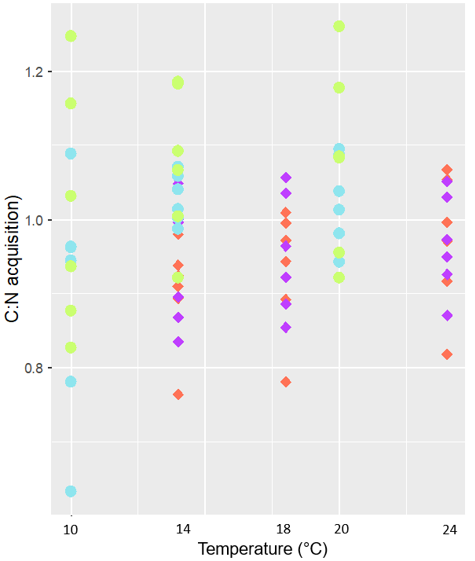 C:N acquisition)
1.2
1.0
0.8
10 14 18 20 24
Temperature (°C)